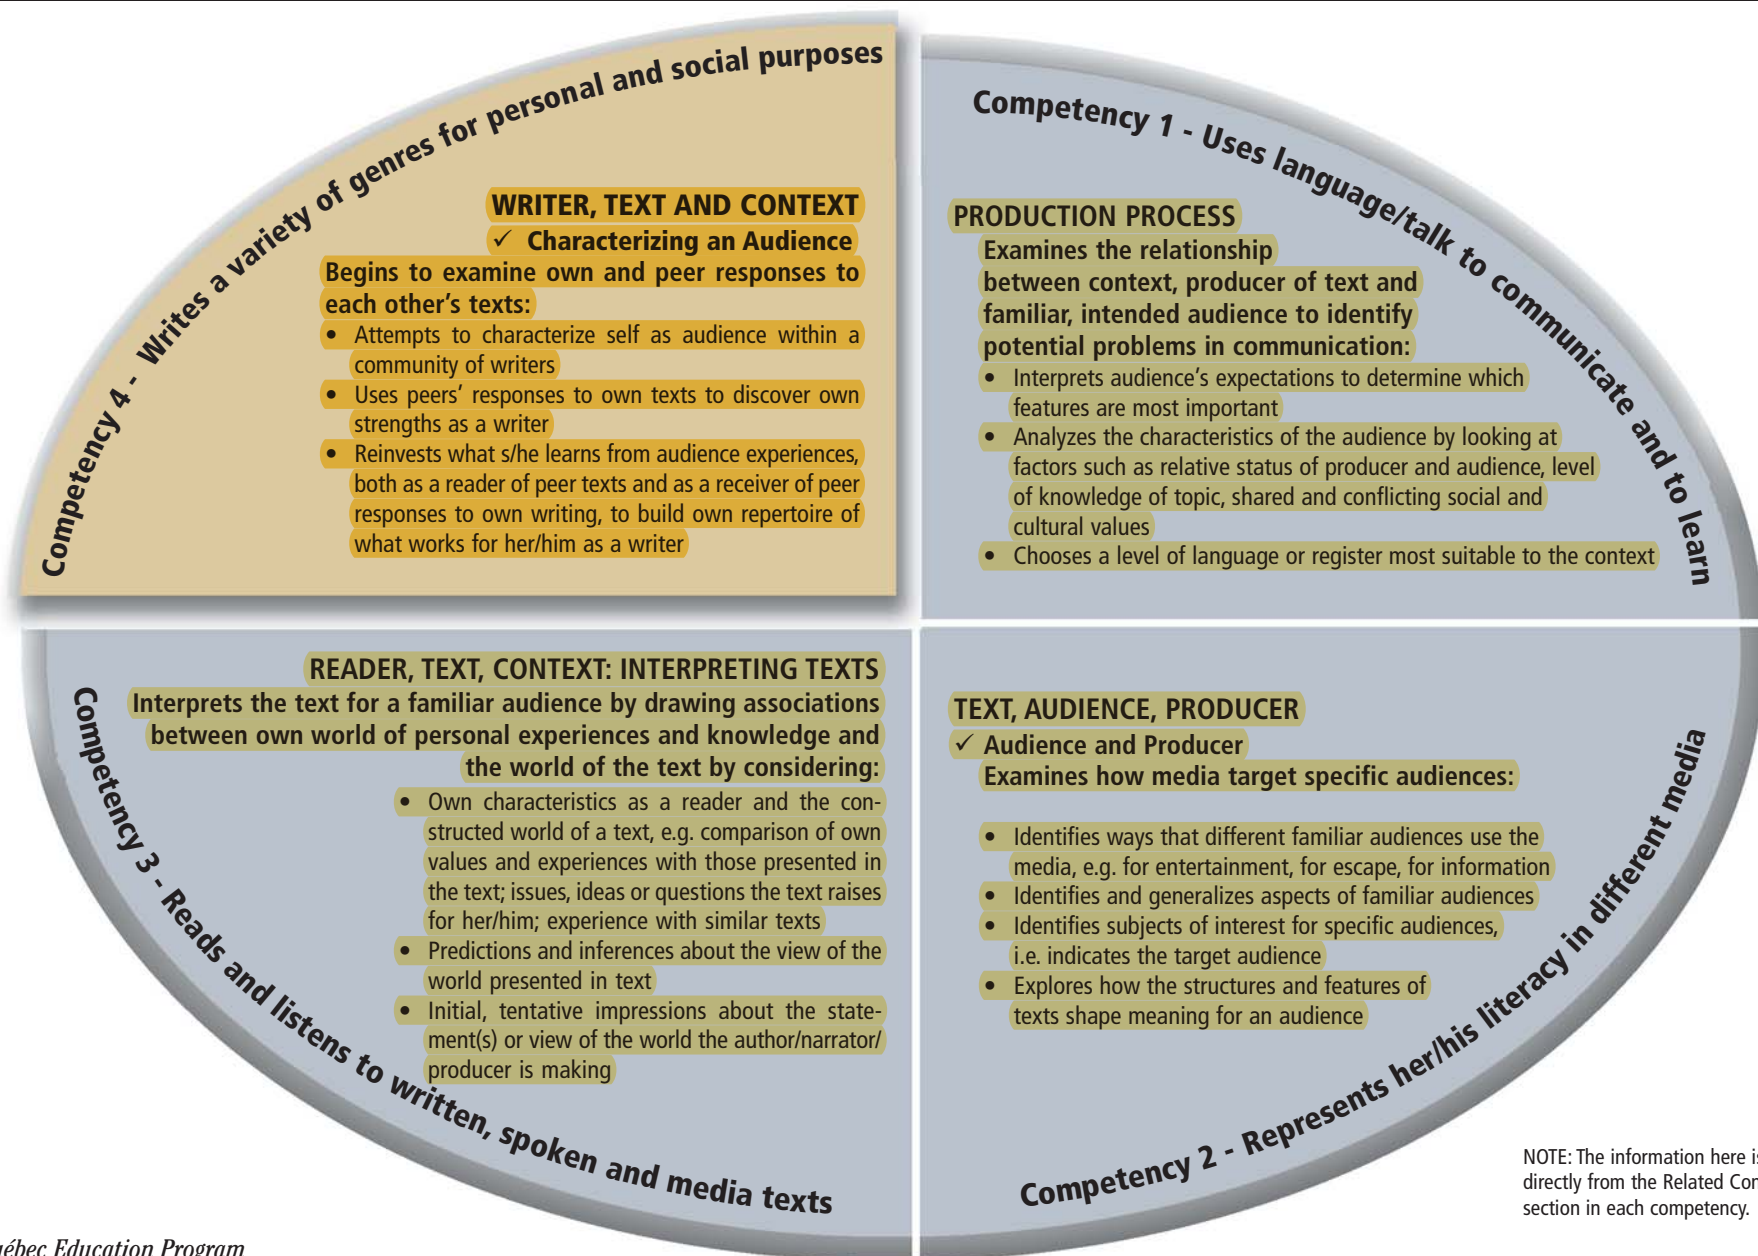 Competency 4 - Writes a variety of genres for personal and social purposes
WRITER, TEXT AND CONTEXT
✓ Characterizing an Audience
Begins to examine own and peer responses to
each other's texts:
• Attempts to characterize self as audience within a
community of writers
• Uses peers' responses to own texts to discover own
strengths as a writer
• Reinvests what s/he learns from audience experiences,
both as a reader of peer texts and as a receiver of peer
responses to own writing, to build own repertoire of
what works for her/him as a writer
Competency 1 - Uses language/talk to communicate and to learn
PRODUCTION PROCESS
Examines the relationship
between context, producer of text and
familiar, intended audience to identify
potential problems in communication:
• Interprets audience's expectations to determine which
features are most important
• Analyzes the characteristics of the audience by looking at
factors such as relative status of producer and audience, level
of knowledge of topic, shared and conflicting social and
cultural values
• Chooses a level of language or register most suitable to the context
Competency 3 - Reads and listens to written, spoken and media texts
READER, TEXT, CONTEXT: INTERPRETING TEXTS
Interprets the text for a familiar audience by drawing associations
between own world of personal experiences and knowledge and
the world of the text by considering:
• Own characteristics as a reader and the con-
structed world of a text, e.g. comparison of own
values and experiences with those presented in
the text; issues, ideas or questions the text raises
for her/him; experience with similar texts
• Predictions and inferences about the view of the
world presented in text
• Initial, tentative impressions about the state-
ment(s) or view of the world the author/narrator/
producer is making
Competency 2 - Represents her/his literacy in different media
TEXT, AUDIENCE, PRODUCER
✓ Audience and Producer
Examines how media target specific audiences:
• Identifies ways that different familiar audiences use the
media, e.g. for entertainment, for escape, for information
• Identifies and generalizes aspects of familiar audiences
• Identifies subjects of interest for specific audiences,
i.e. indicates the target audience
• Explores how the structures and features of
texts shape meaning for an audience
NOTE: The information here is
directly from the Related
section in each competency.
Education Program